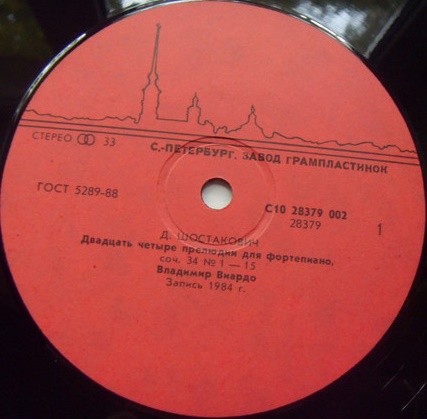 СТЕРЕО 33
С.-ПЕТЕРБУРГ. ЗАВОД ГРАМПЛАСТИНОК
ГОСТ 5289-88
С10 28379 002
28379
1
Д. ШОСТАКОВИЧ
Двадцать четыре прелюдии для фортепиано,
соч. 34 № 1 — 15
Владимир Виардо
Запись 1984 г.